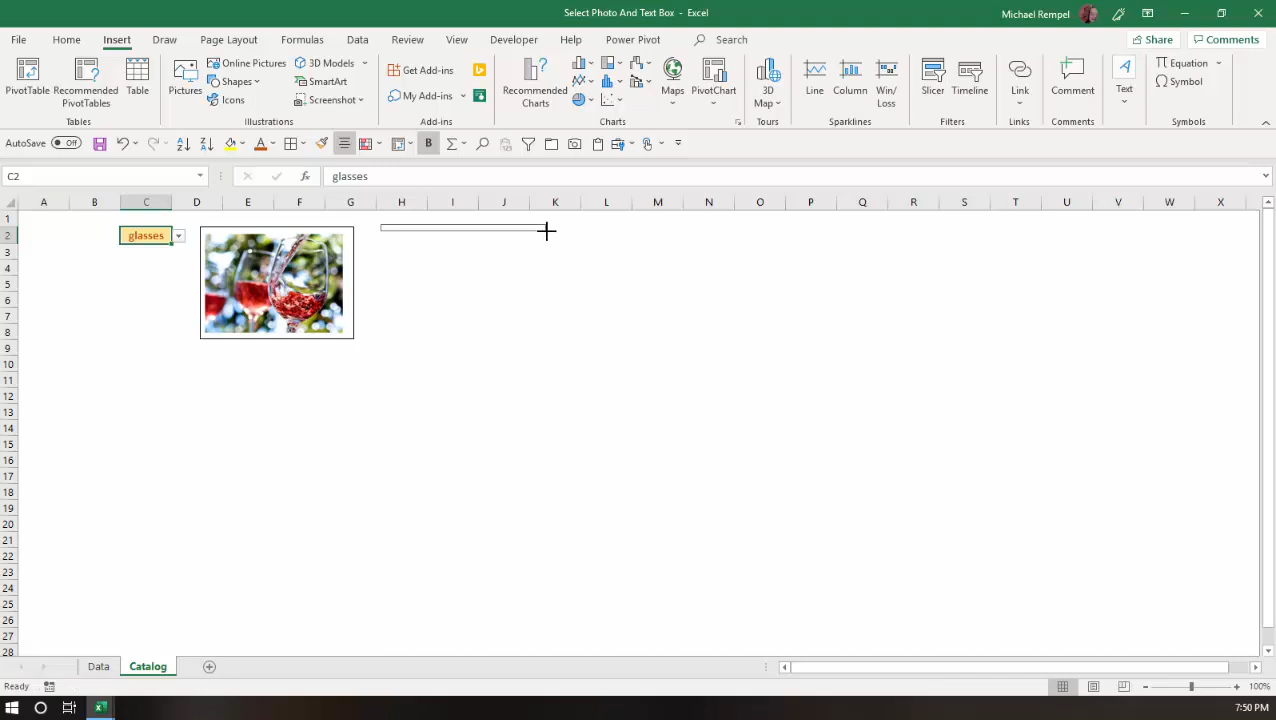 Select Photo And Text Box - Excel
Michael Rempel
File Home Insert Draw Page Layout Formulas Data Review View Developer Help Power Pivot Search
Share Comments
PivotTable
Recommended
PivotTables
Table
Tables
Pictures
Online Pictures
Shapes
Icons
3D Models
SmartArt
Screenshot
Illustrations
Get Add-ins
My Add-ins
Add-ins
Recommended
Charts
Maps
PivotChart
Charts
3D
Map
Tours
Line
Column
Win/
Loss
Sparklines
Slicer
Timeline
Filters
Link
Links
Comment
Comments
A
Text
Equation
Symbol
Symbols
AutoSave Off B
C2 fx glasses
A B C D E F G H I J K L M N O P Q R S T U V W X
1
2 glasses
3
4
5
6
7
8
9
10
11
12
13
14
15
16
17
18
19
20
21
22
23
24
25
26
27
28
Data Catalog
Ready 100%
7:50 PM